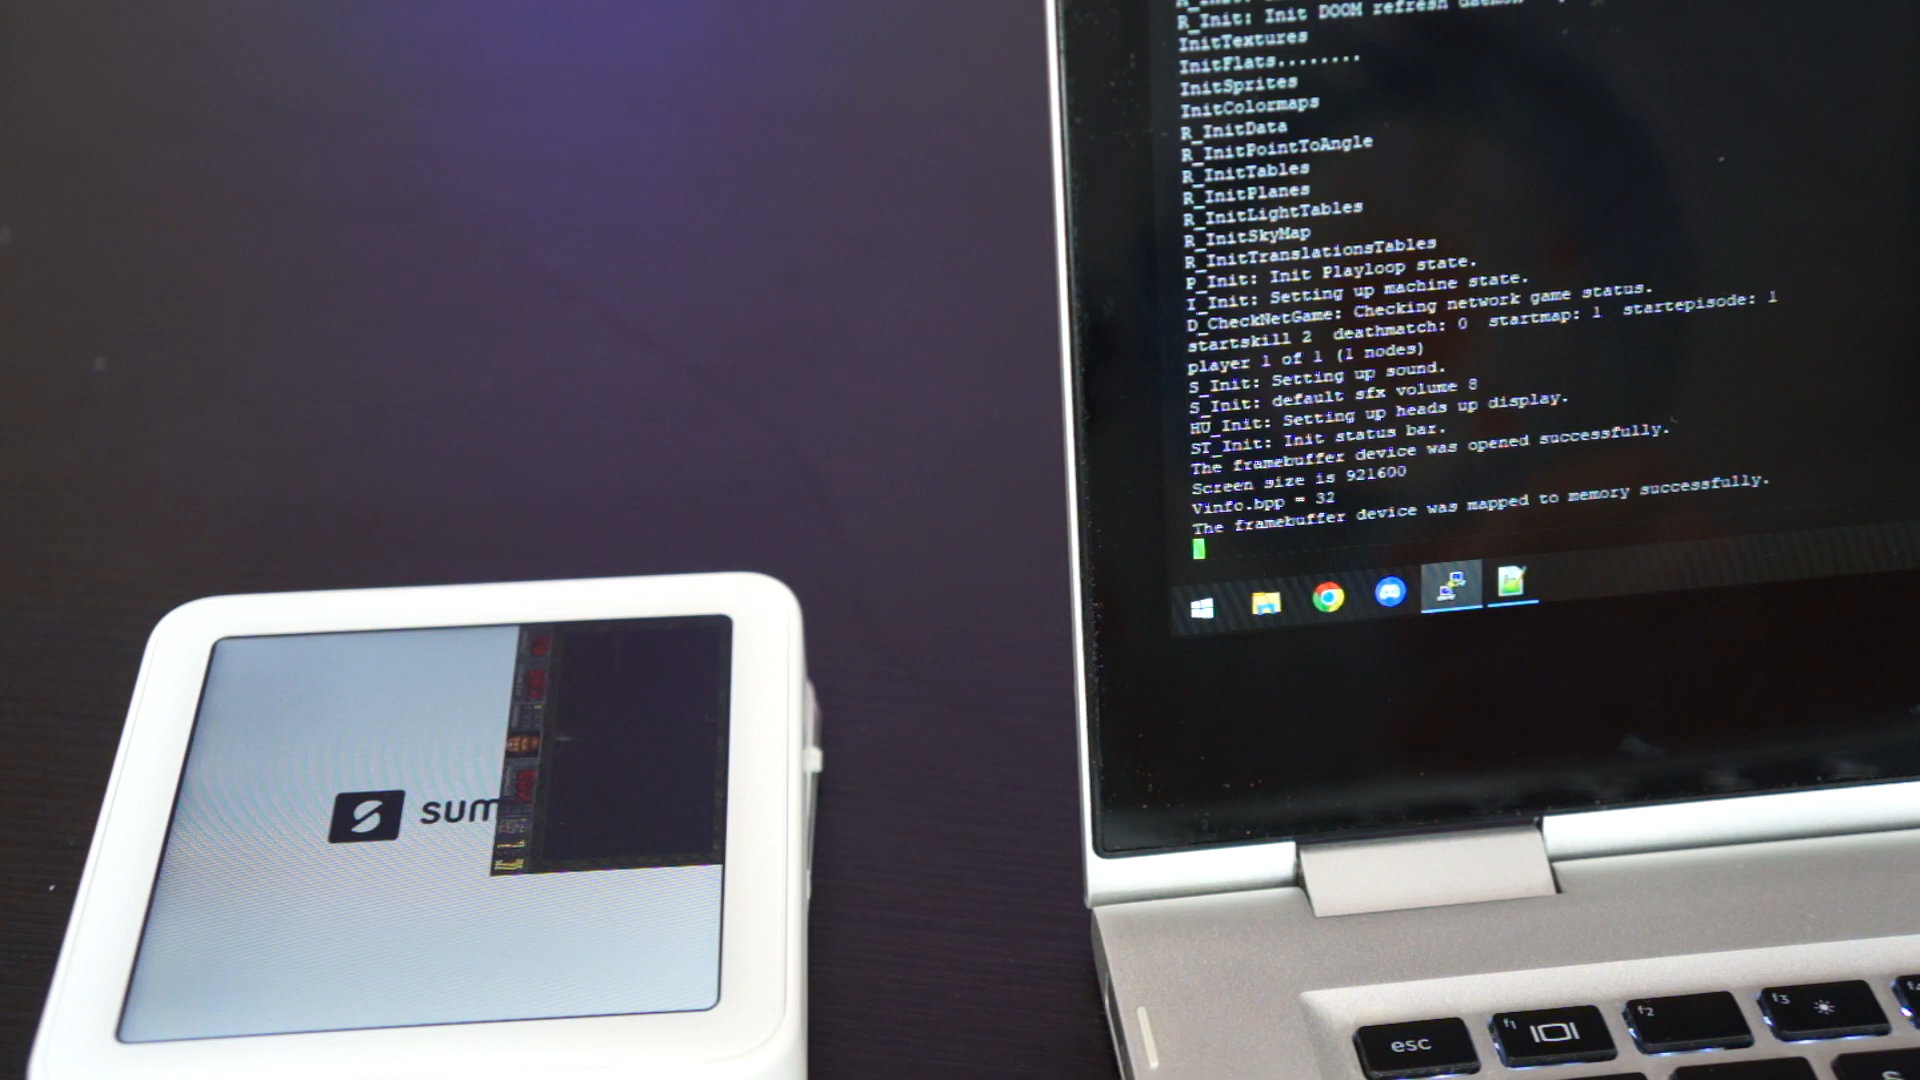 R_Init: Init DOOM refresh daemon
InitTextures
InitFlats........
InitSprites
InitColormaps
R_InitData
R_InitPointToAngle
R_InitTables
R_InitPlanes
R_InitLightTables
R_InitSkyMap
R_InitTranslationsTables
P_Init: Init Playloop state.
I_Init: Setting up machine state.
D_CheckNetGame: Checking network game status.
startskill 2  deathmatch: 0  startmap: 1  startepisode: 1
player 1 of 1 (1 nodes)
S_Init: Setting up sound.
S_Init: default sfx volume 8
HU_Init: Setting up heads up display.
ST_Init: Init status bar.
The framebuffer device was opened successfully.
Screen size is 921600
Vinfo.bpp = 32
The framebuffer device was mapped to memory successfully.
sum
esc
f1
f2
f3